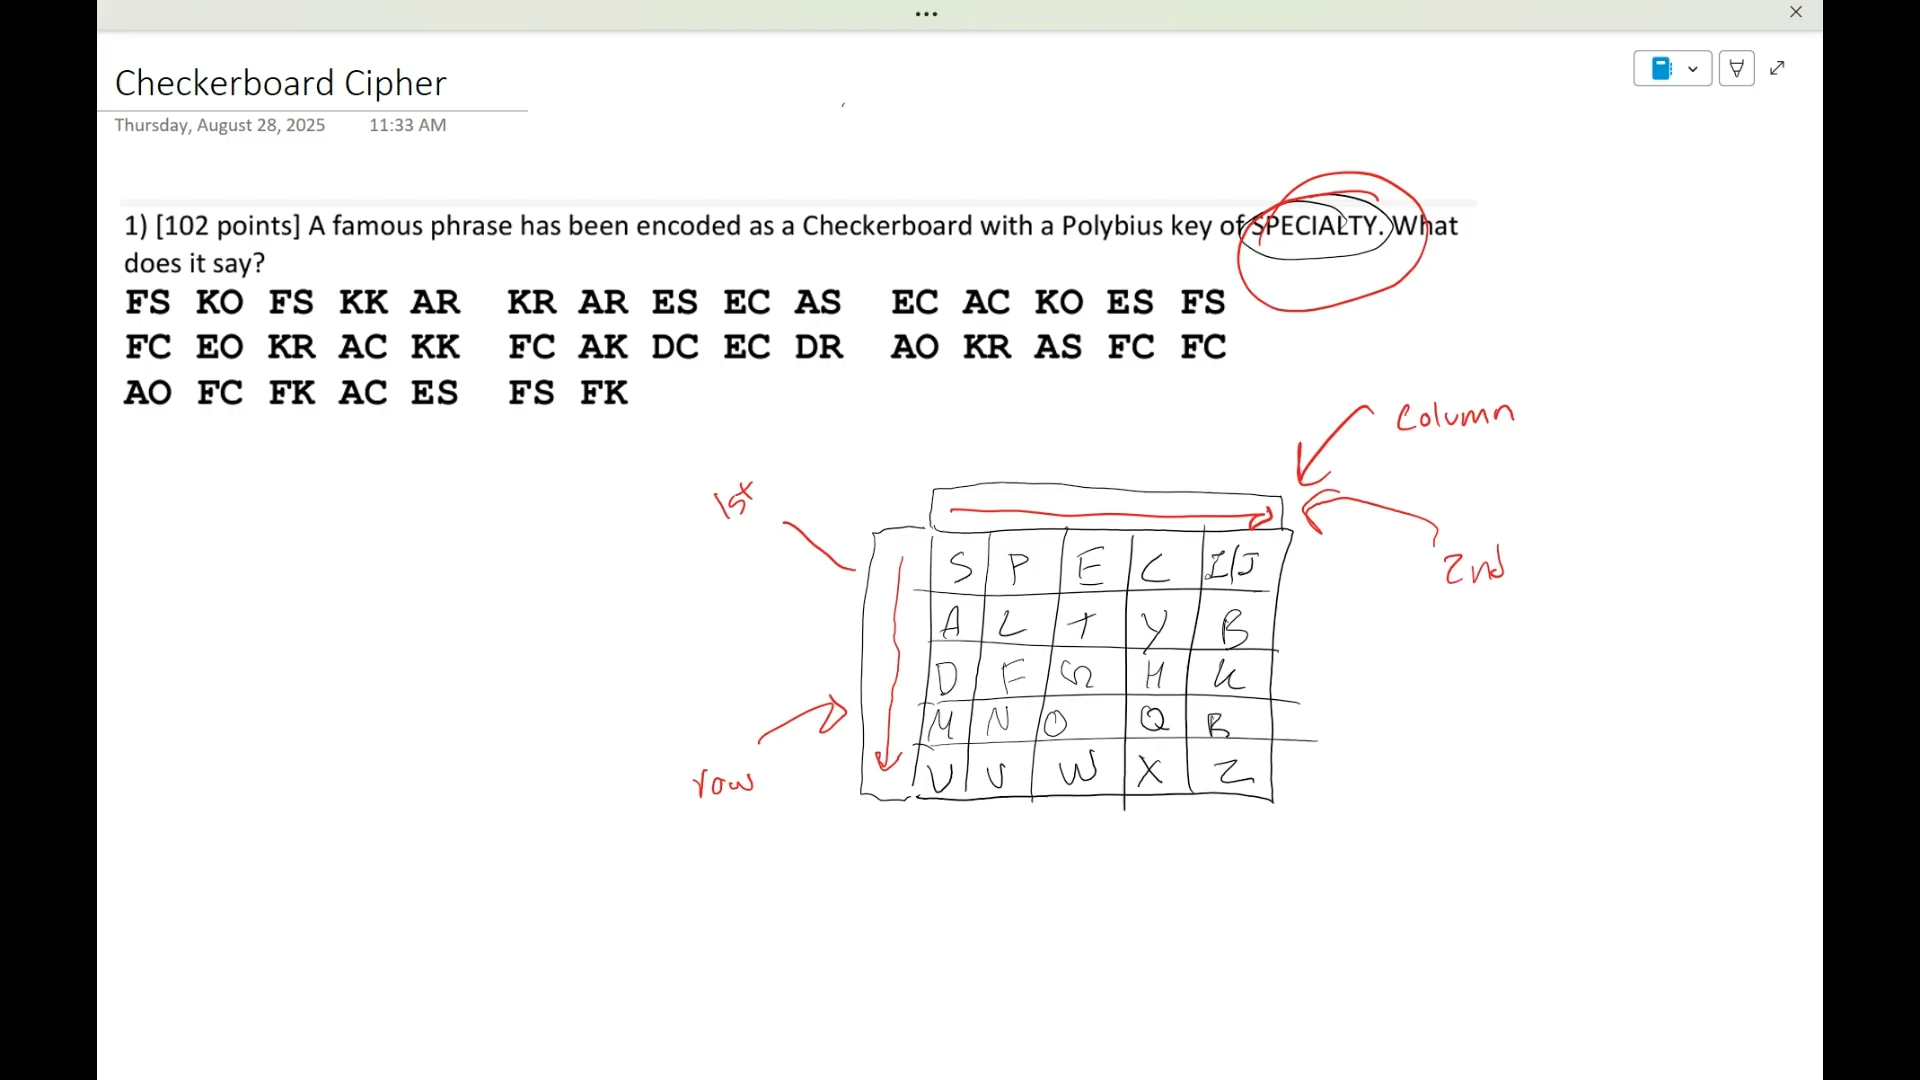 Checkerboard Cipher
Thursday, August 28, 2025 11:33 AM
1) [102 points] A famous phrase has been encoded as a Checkerboard with a Polybius key of SPECIALTY. What
does it say?
FS KO FS KK AR KR AR ES EC AS EC AC KO ES FS
FC EO KR AC KK FC AK DC EC DR AO KR AS FC FC
AO FC FK AC ES FS FK
Column
1st
2nd
S P E C I/J
A L T Y B
D F G H K
M N O Q R
U V W X Z
row